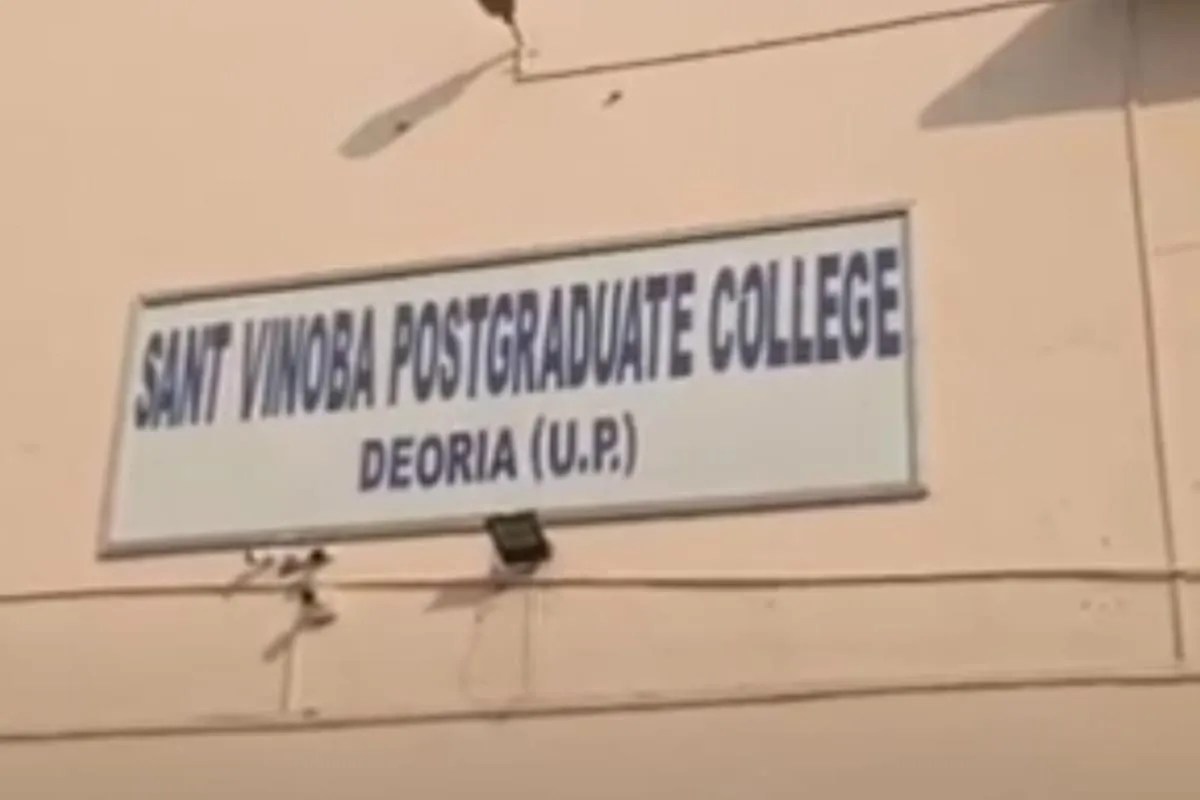 SANT VINOBA POSTGRADUATE COLLEGE
DEORIA (U.P.)